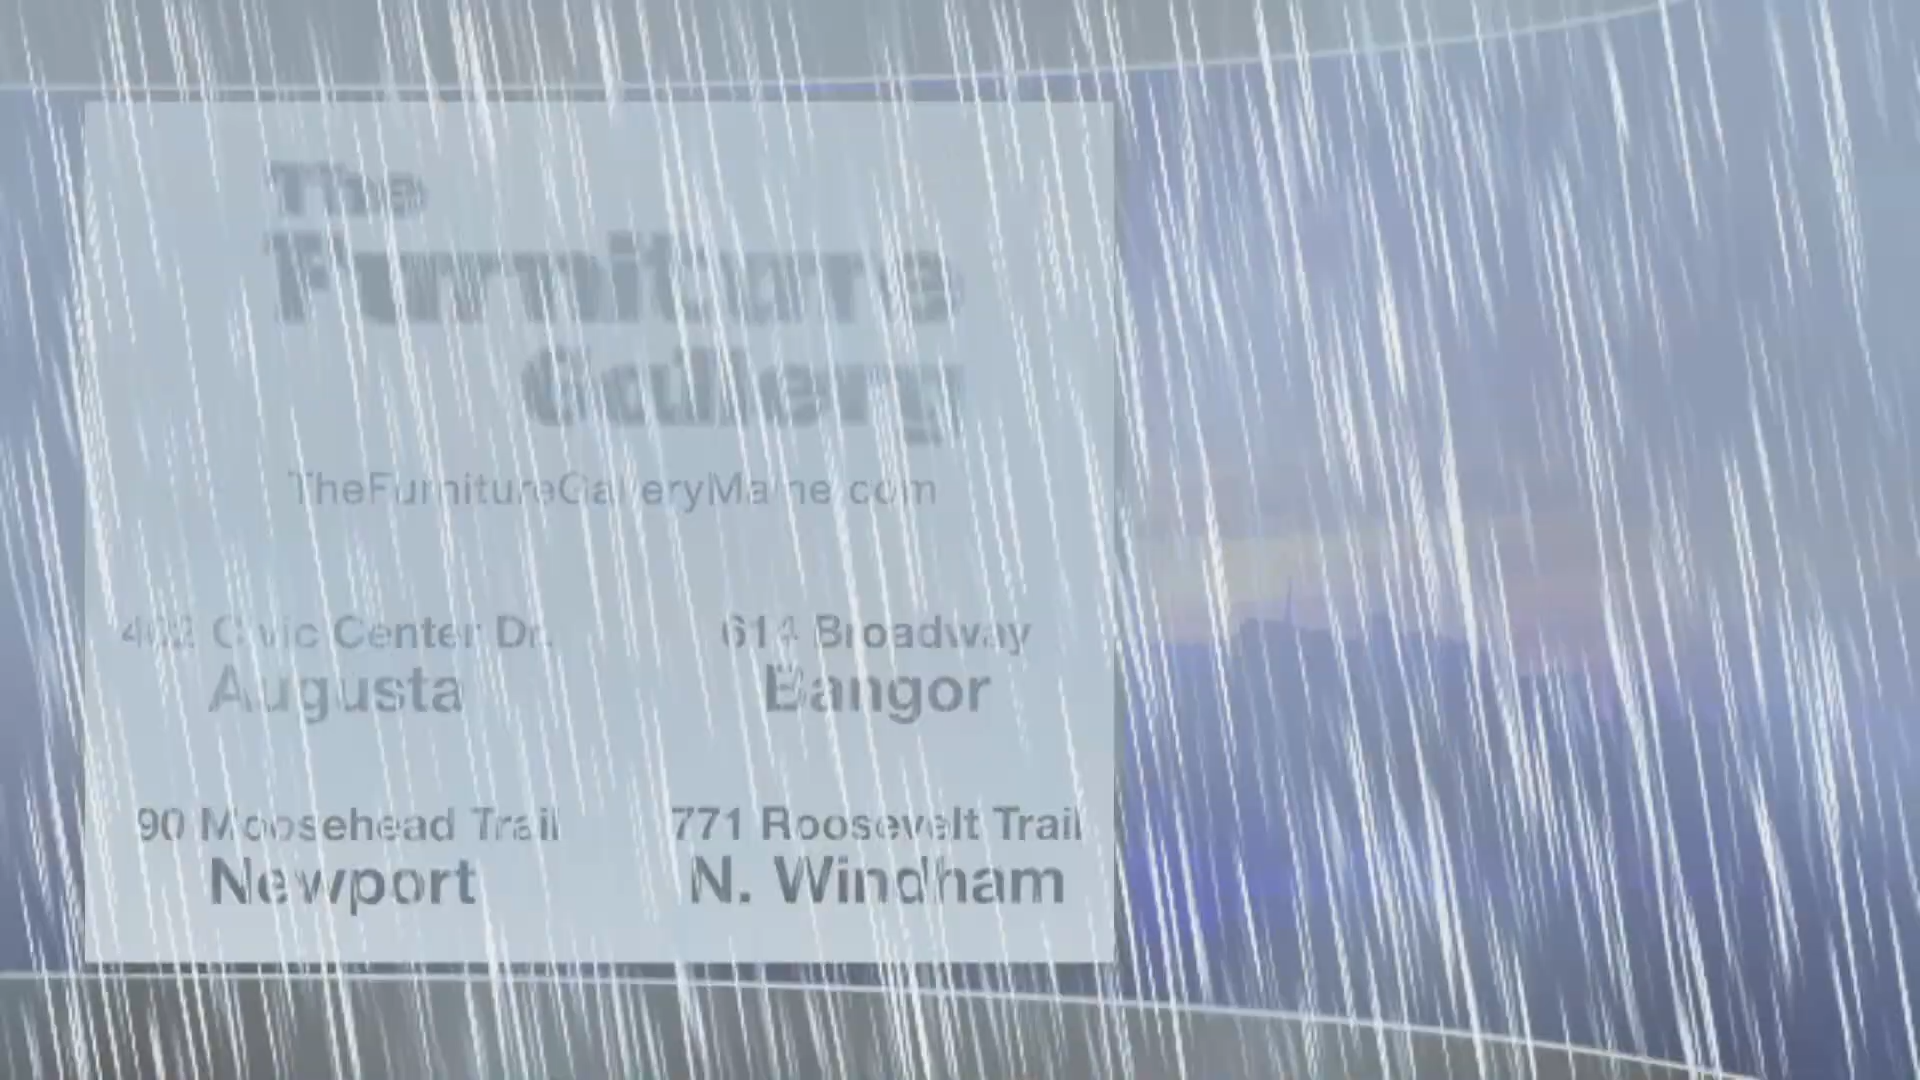 The
Furniture
Gallery
TheFurnitureGalleryMaine.com
402 Civic Center Dr.
Augusta
614 Broadway
Bangor
90 Moosehead Trail
Newport
771 Roosevelt Trail
N. Windham